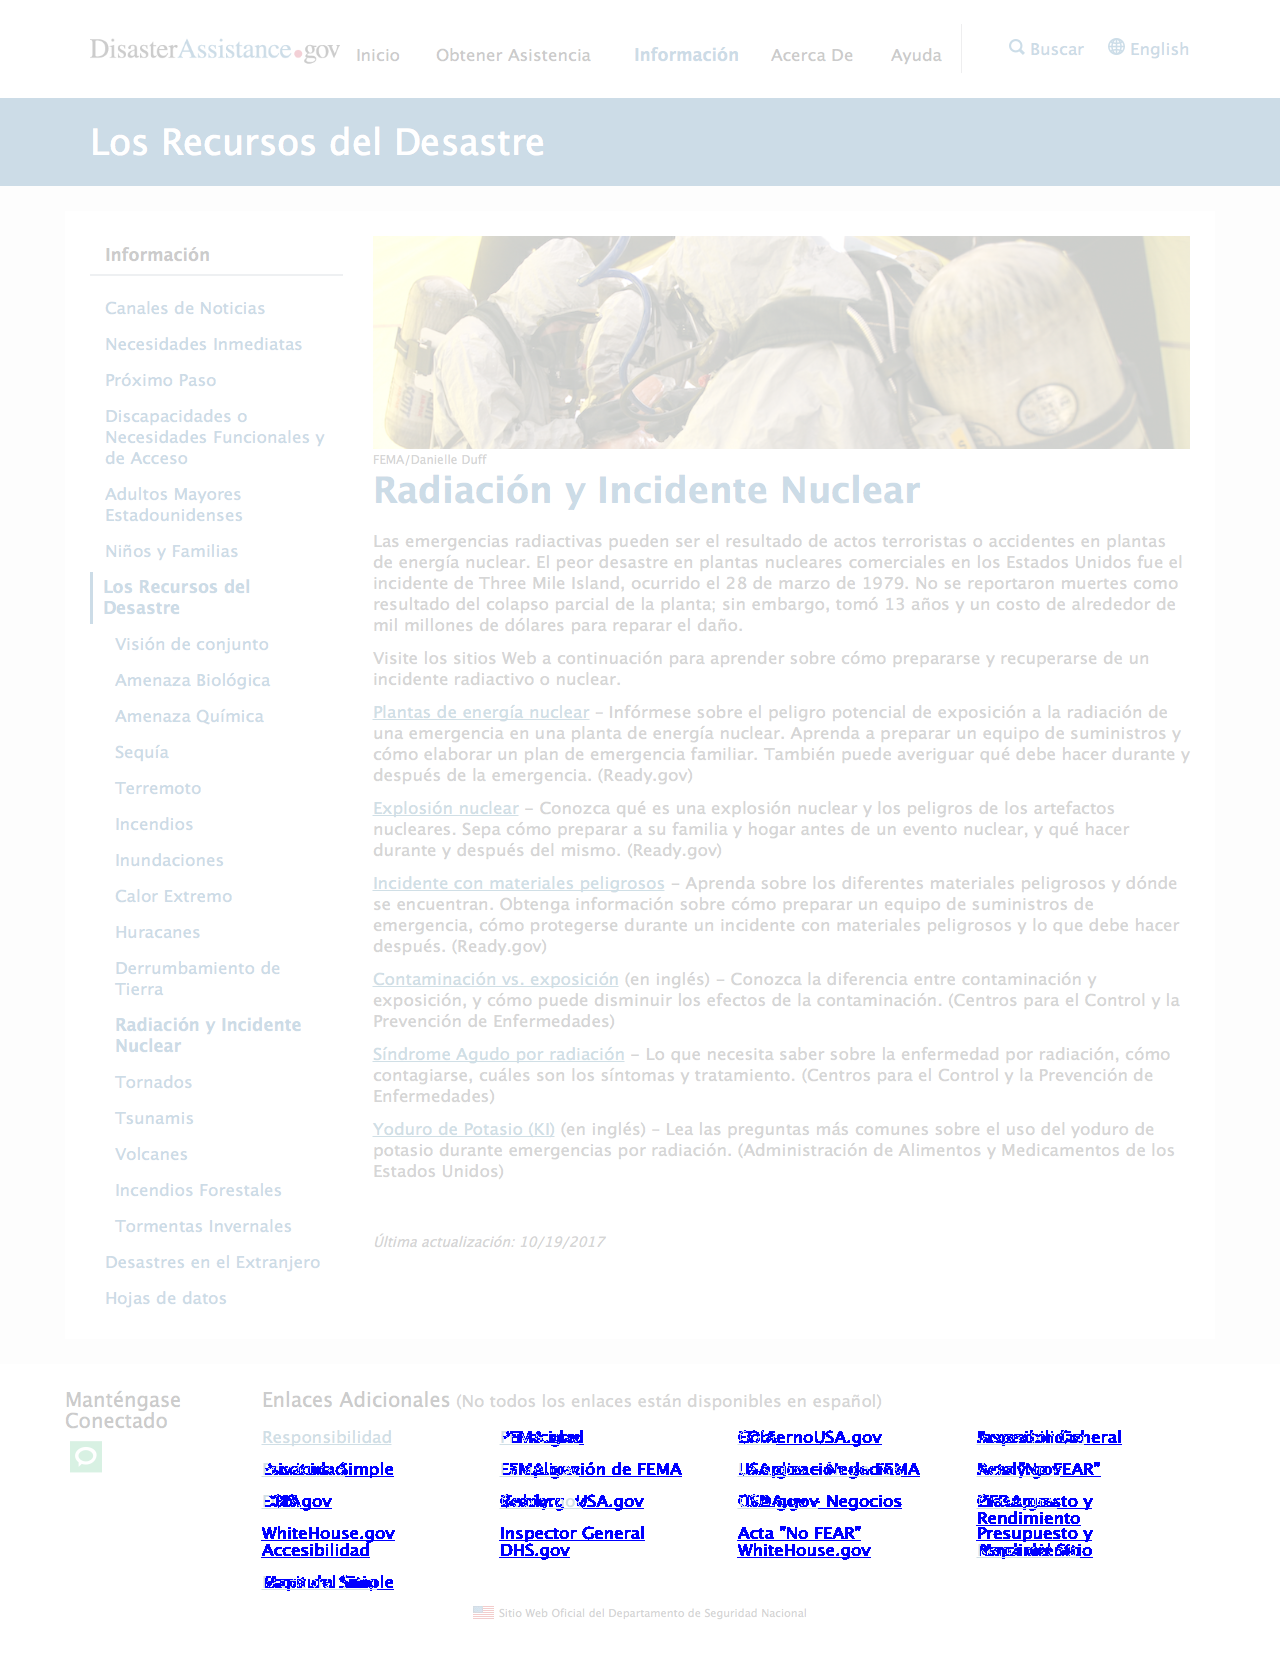 DisasterAssistance.gov
Inicio
Obtener Asistencia
Información
Acerca De
Ayuda
Buscar
English
Los Recursos del Desastre
Información
Canales de Noticias
Necesidades Inmediatas
Próximo Paso
Discapacidades o
Necesidades Funcionales y
de Acceso
Adultos Mayores
Estadounidenses
Niños y Familias
Los Recursos del
Desastre
Visión de conjunto
Amenaza Biológica
Amenaza Química
Sequía
Terremoto
Incendios
Inundaciones
Calor Extremo
Huracanes
Derrumbamiento de
Tierra
Radiación y Incidente
Nuclear
Tornados
Tsunamis
Volcanes
Incendios Forestales
Tormentas Invernales
Desastres en el Extranjero
Hojas de datos
FEMA/Danielle Duff
Radiación y Incidente Nuclear
Las emergencias radiactivas pueden ser el resultado de actos terroristas o accidentes en plantas
de energía nuclear. El peor desastre en plantas nucleares comerciales en los Estados Unidos fue el
incidente de Three Mile Island, ocurrido el 28 de marzo de 1979. No se reportaron muertes como
resultado del colapso parcial de la planta; sin embargo, tomó 13 años y un costo de alrededor de
mil millones de dólares para reparar el daño.
Visite los sitios Web a continuación para aprender sobre cómo prepararse y recuperarse de un
incidente radiactivo o nuclear.
Plantas de energía nuclear – Infórmese sobre el peligro potencial de exposición a la radiación de
una emergencia en una planta de energía nuclear. Aprenda a preparar un equipo de suministros y
cómo elaborar un plan de emergencia familiar. También puede averiguar qué debe hacer durante y
después de la emergencia. (Ready.gov)
Explosión nuclear – Conozca qué es una explosión nuclear y los peligros de los artefactos
nucleares. Sepa cómo preparar a su familia y hogar antes de un evento nuclear, y qué hacer
durante y después del mismo. (Ready.gov)
Incidente con materiales peligrosos – Aprenda sobre los diferentes materiales peligrosos y dónde
se encuentran. Obtenga información sobre cómo preparar un equipo de suministros de
emergencia, cómo protegerse durante un incidente con materiales peligrosos y lo que debe hacer
después. (Ready.gov)
Contaminación vs. exposición (en inglés) – Conozca la diferencia entre contaminación y
exposición, y cómo puede disminuir los efectos de la contaminación. (Centros para el Control y la
Prevención de Enfermedades)
Síndrome Agudo por radiación – Lo que necesita saber sobre la enfermedad por radiación, cómo
contagiarse, cuáles son los síntomas y tratamiento. (Centros para el Control y la Prevención de
Enfermedades)
Yoduro de Potasio (KI) (en inglés) – Lea las preguntas más comunes sobre el uso del yoduro de
potasio durante emergencias por radiación. (Administración de Alimentos y Medicamentos de los
Estados Unidos)
Última actualización: 10/19/2017
Manténgase
Conectado
Enlaces Adicionales (No todos los enlaces están disponibles en español)
Responsibilidad
WhiteHouse.gov
Accesibilidad
Inspector General
DHS.gov
Acta "No FEAR"
WhiteHouse.gov
Rendimiento
Presupuesto y
Sitio Web Oficial del Departamento de Seguridad Nacional